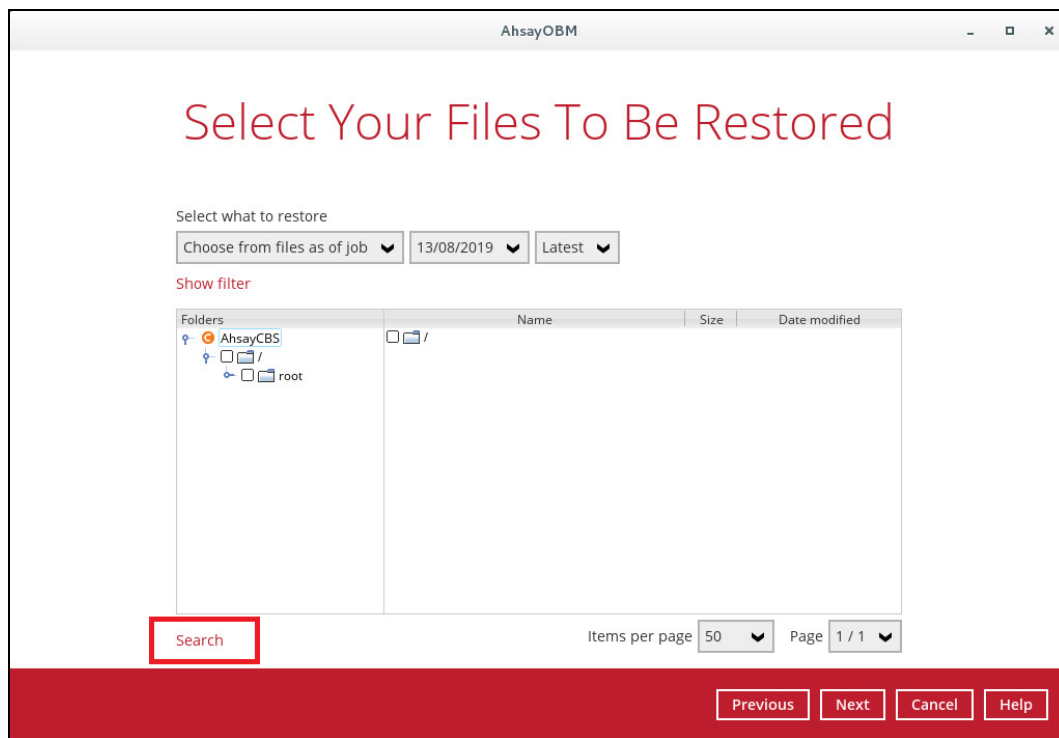 AhsayOBM
Select Your Files To Be Restored
Select what to restore
Choose from files as of job 13/08/2019 Latest
Show filter
Folders Name Size Date modified
C AhsayCBS /
/
root
Search Items per page 50 Page 1 / 1
Previous Next Cancel Help